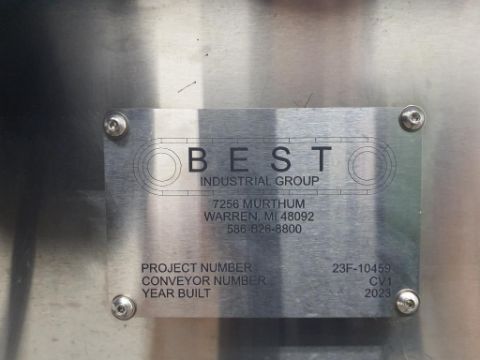 BEST
INDUSTRIAL GROUP
7256 MURTHUM
WARREN, MI 48092
586-826-8800
PROJECT NUMBER: 23F-10459
CONVEYOR NUMBER: CV1
YEAR BUILT 2023